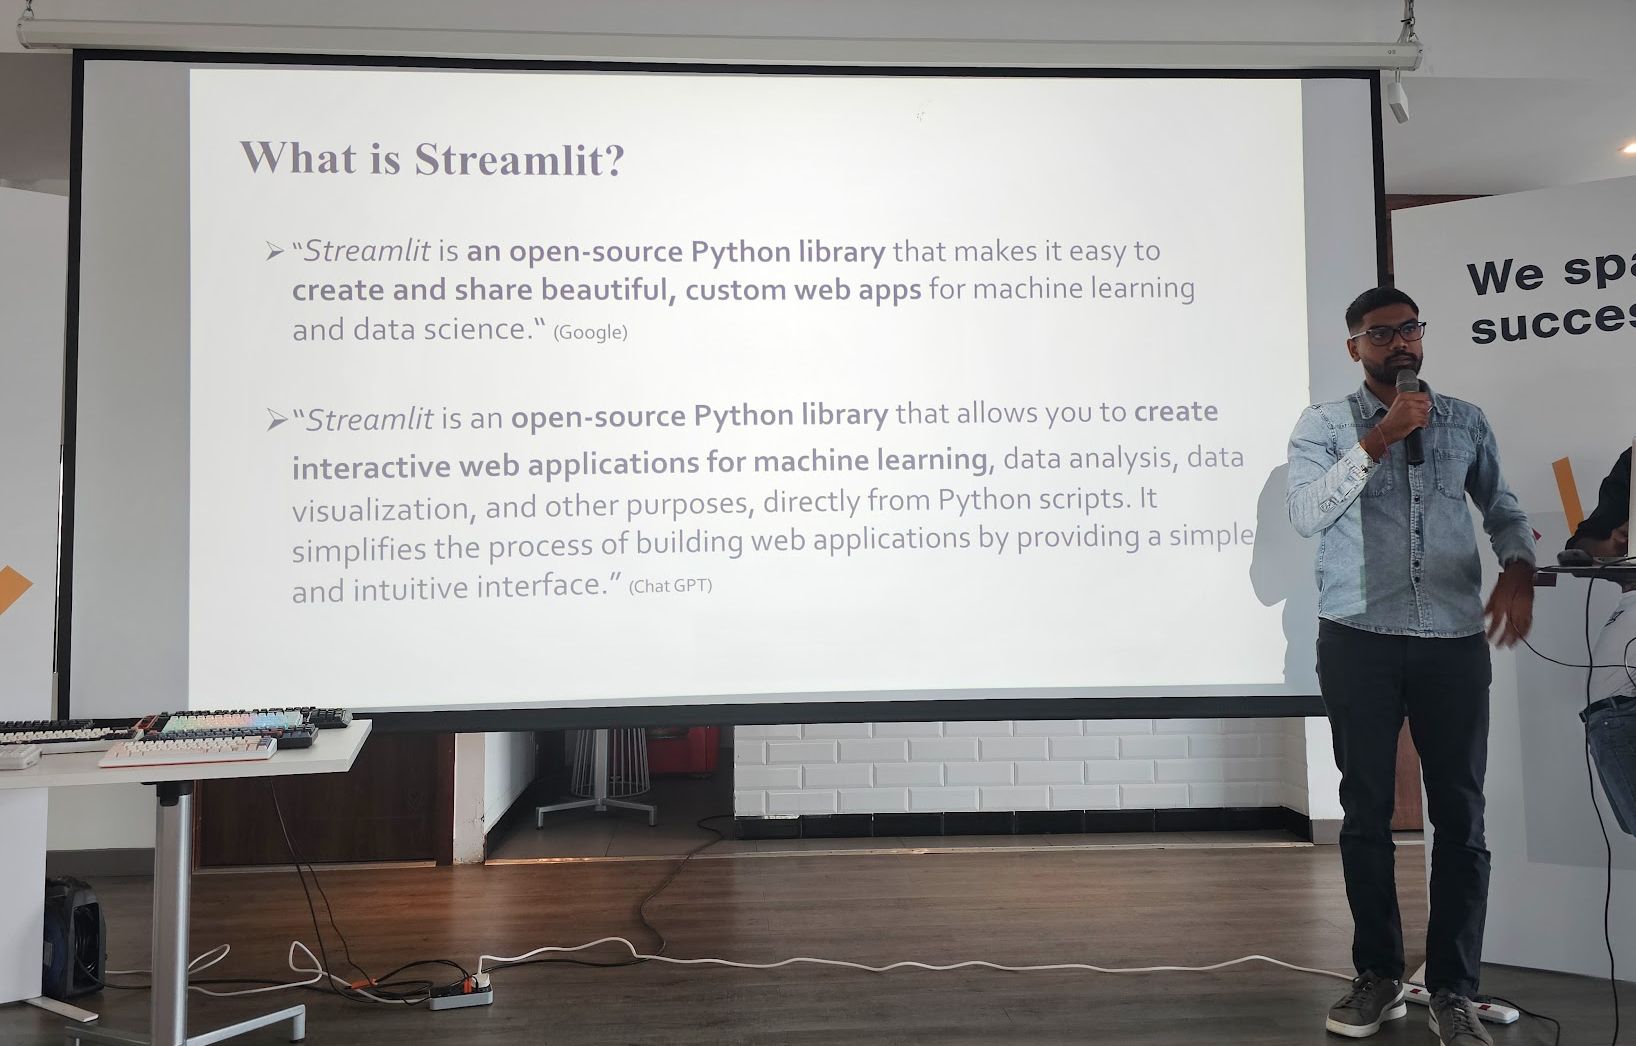 What is Streamlit?
➢ “Streamlit is an open-source Python library that makes it easy to
create and share beautiful, custom web apps for machine learning
and data science.“ (Google)
➢ “Streamlit is an open-source Python library that allows you to create
interactive web applications for machine learning, data analysis, data
visualization, and other purposes, directly from Python scripts. It
simplifies the process of building web applications by providing a simple
and intuitive interface.” (Chat GPT)
We spa
succes